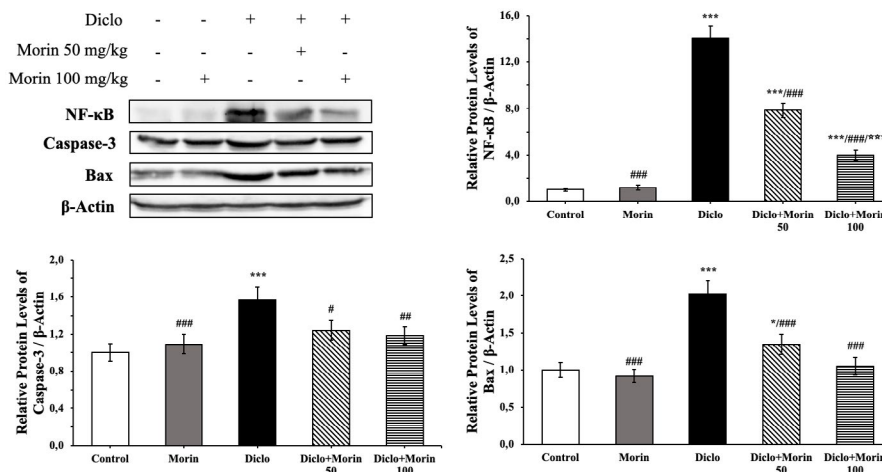 Diclo - - + + +
Morin 50 mg/kg - - - + -
Morin 100 mg/kg - + - - +
NF-κB
Caspase-3
Bax
β-Actin
Relative Protein Levels of
NF-κB / β-Actin
16,0
12,0
8,0
4,0
0,0
###
***
***/###
***/###/***
Control Morin Diclo Diclo+Morin Diclo+Morin
50 100
Relative Protein Levels of
Caspase-3 / β-Actin
2,0
1,6
1,2
0,8
0,4
0,0
###
***
#
##
Control Morin Diclo Diclo+Morin Diclo+Morin
50 100
Relative Protein Levels of
Bax / β-Actin
2,5
2,0
1,5
1,0
0,5
0,0
###
***
*/###
###
Control Morin Diclo Diclo+Morin Diclo+Morin
50 100